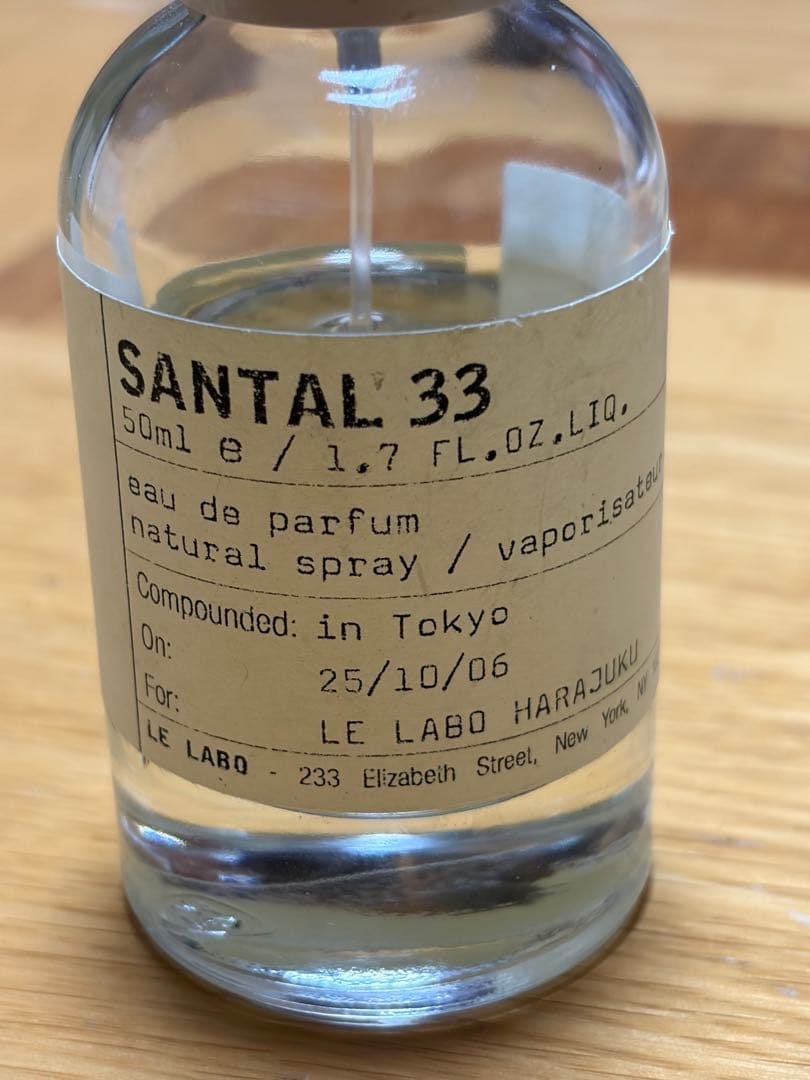 SANTAL 33
50ml e / 1.7 FL.OZ.LIQ.
eau de parfum
natural spray / vaporisateur
Compounded: in Tokyo
On: 25/10/06
For: LE LABO HARAJUKU
LE LABO - 233 Elizabeth Street, New York, NY